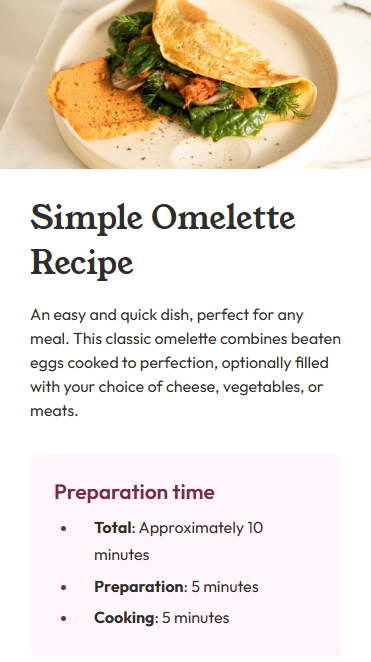 Simple Omelette
Recipe
An easy and quick dish, perfect for any
meal. This classic omelette combines beaten
eggs cooked to perfection, optionally filled
with your choice of cheese, vegetables, or
meats.
Preparation time
• Total: Approximately 10
minutes
• Preparation: 5 minutes
• Cooking: 5 minutes